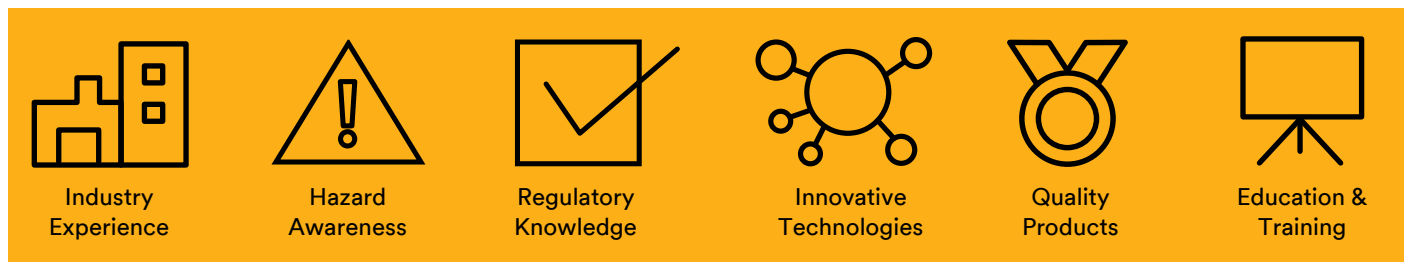 Industry
Experience
Hazard
Awareness
Regulatory
Knowledge
Innovative
Technologies
Quality
Products
Education &
Training